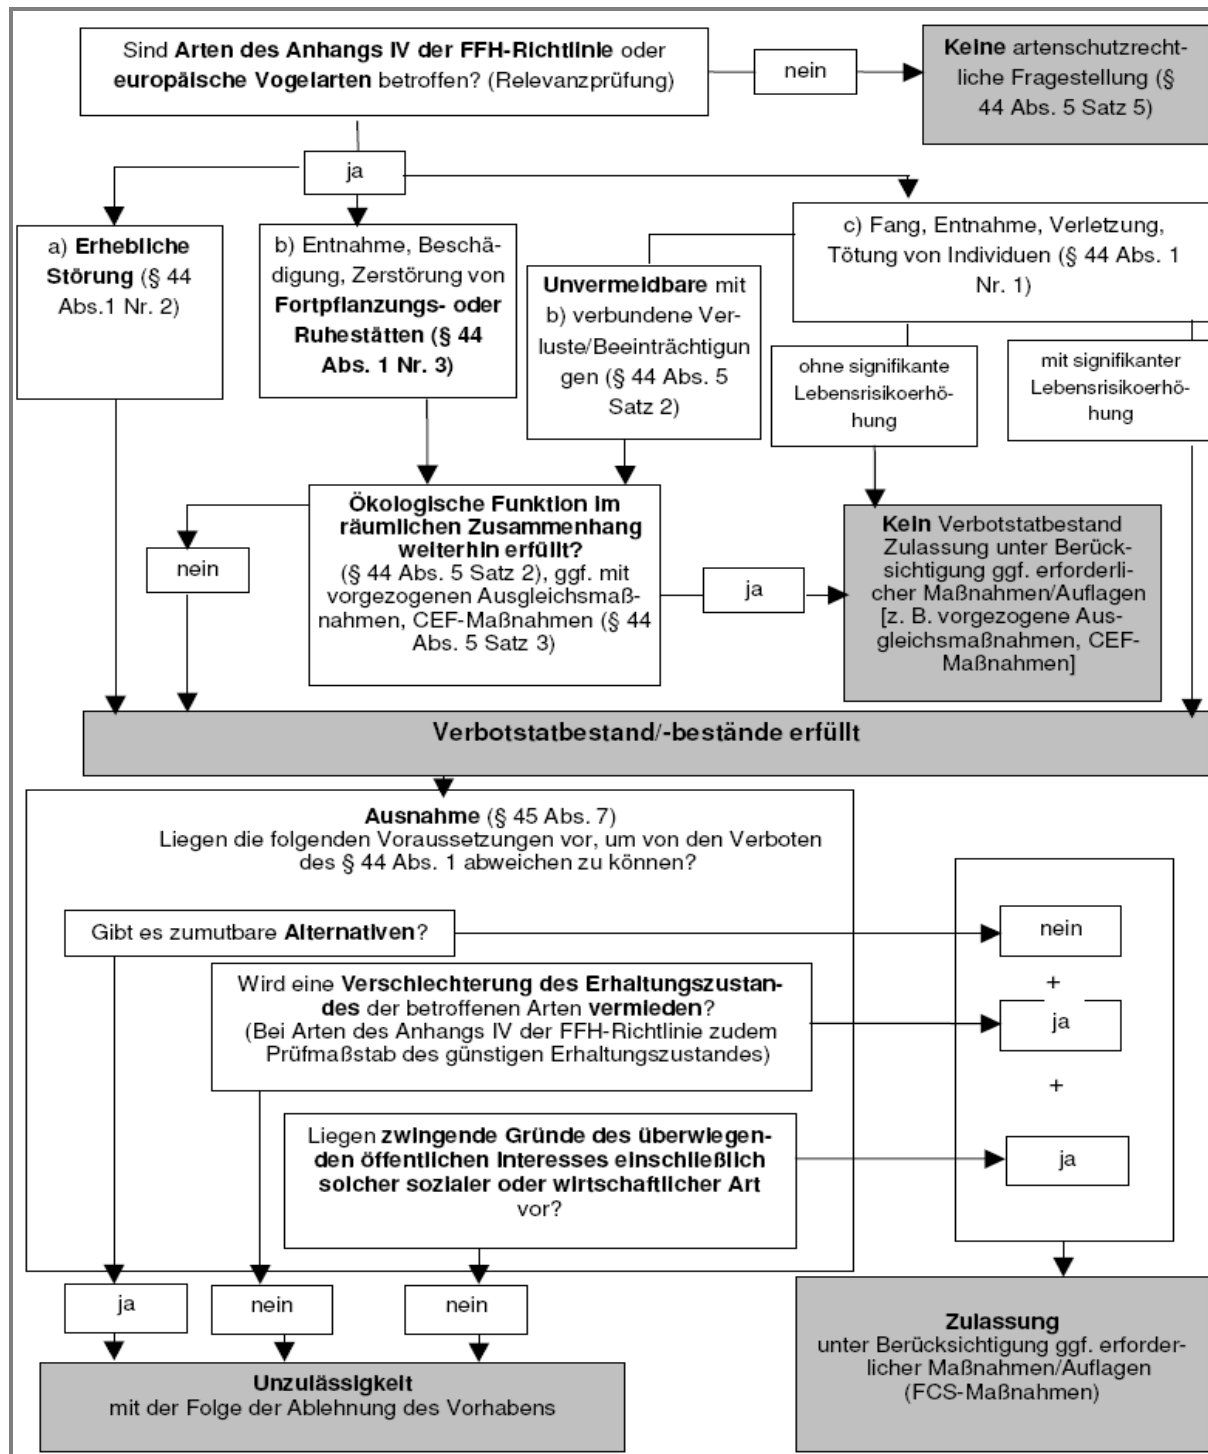 Sind Arten des Anhangs IV der FFH-Richtlinie oder
europäische Vogelarten betroffen? (Relevanzprüfung)
nein
Keine artenschutzrecht-
liche Fragestellung (§
44 Abs. 5 Satz 5)
ja
a) Erhebliche
Störung (§ 44
Abs.1 Nr. 2)
b) Entnahme, Beschä-
digung, Zerstörung von
Fortpflanzungs- oder
Ruhestätten (§ 44
Abs. 1 Nr. 3)
Unvermeidbare mit
b) verbundene Ver-
luste/Beeinträchtigun
gen (§ 44 Abs. 5
Satz 2)
c) Fang, Entnahme, Verletzung,
Tötung von Individuen (§ 44 Abs. 1
Nr. 1)
ohne signifikante
Lebensrisikoerhö-
hung
mit signifikanter
Lebensrisikoerhö-
hung
Ökologische Funktion im
räumlichen Zusammenhang
weiterhin erfüllt?
(§ 44 Abs. 5 Satz 2), ggf. mit
vorgezogenen Ausgleichsmaß-
nahmen, CEF-Maßnahmen (§ 44
Abs. 5 Satz 3)
nein
ja
Kein Verbotstatbestand
Zulassung unter Berück-
sichtigung ggf. erforderli-
cher Maßnahmen/Auflagen
[z. B. vorgezogene Aus-
gleichsmaßnahmen, CEF-
Maßnahmen]
Verbotstatbestand/-bestände erfüllt
Ausnahme (§ 45 Abs. 7)
Liegen die folgenden Voraussetzungen vor, um von den Verboten
des § 44 Abs. 1 abweichen zu können?
Gibt es zumutbare Alternativen?
nein
+
Wird eine Verschlechterung des Erhaltungszustan-
des der betroffenen Arten vermieden?
(Bei Arten des Anhangs IV der FFH-Richtlinie zudem
Prüfmaßstab des günstigen Erhaltungszustandes)
ja
+
Liegen zwingende Gründe des überwiegen-
den öffentlichen Interesses einschließlich
solcher sozialer oder wirtschaftlicher Art
vor?
ja
ja
nein
nein
Unzulässigkeit
mit der Folge der Ablehnung des Vorhabens
Zulassung
unter Berücksichtigung ggf. erforder-
licher Maßnahmen/Auflagen
(FCS-Maßnahmen)